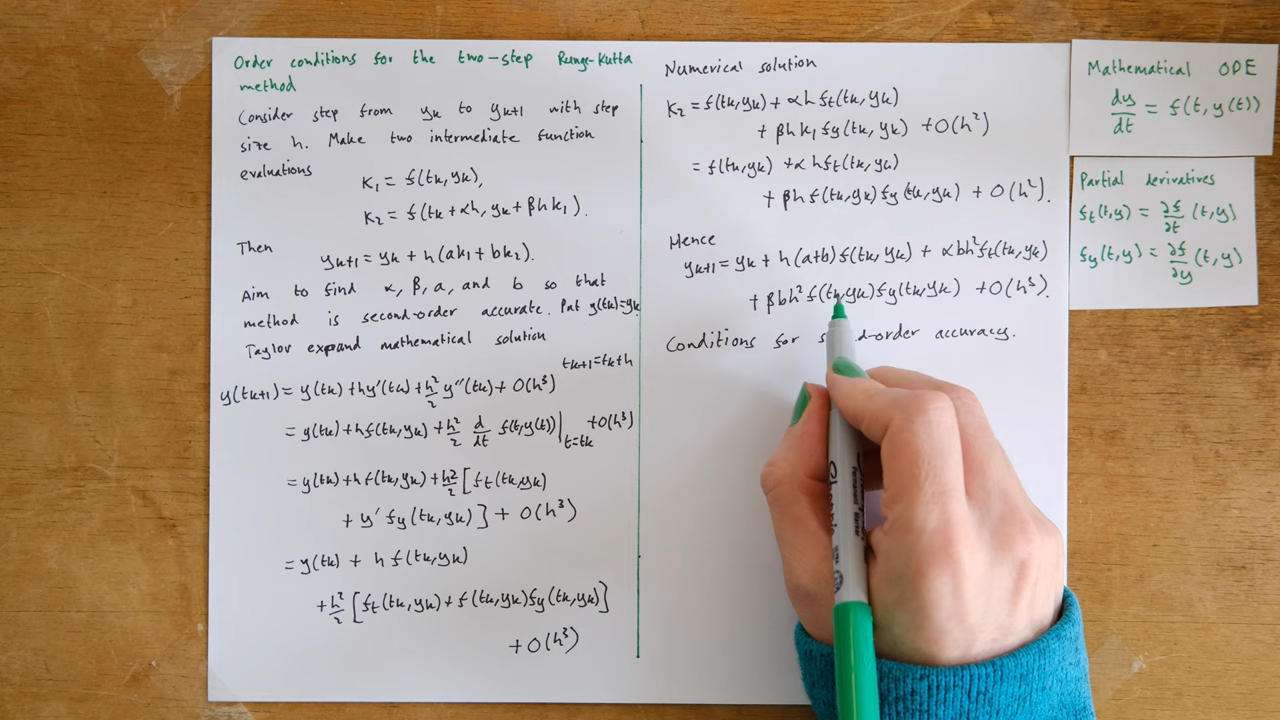 Order conditions for the two-step Runge-Kutta
method
Consider step from yₖ to yₖ₊₁ with step
size h. Make two intermediate function
evaluations
K₁ = f(tₖ,yₖ),
K₂ = f(tₖ+αh, yₖ+βhk₁).
Then
yₖ₊₁ = yₖ + h(ak₁ + bk₂).
Aim to find α, β, a, and b so that
method is second-order accurate. Put y(tₖ)=yₖ
Taylor expand mathematical solution
tₖ₊₁=tₖ+h
y(tₖ₊₁) = y(tₖ) + hy'(tₖ) + h²/2 y''(tₖ) + O(h³)
= y(tₖ) + hf(tₖ,yₖ) + h²/2 d/dt f(t,y(t))|t=tₖ + O(h³)
= y(tₖ) + h f(tₖ,yₖ) + h²/2 [ fₜ(tₖ,yₖ)
+ y' fy(tₖ,yₖ) ] + O(h³)
= y(tₖ) + h f(tₖ,yₖ)
+ h²/2 [ fₜ(tₖ,yₖ) + f(tₖ,yₖ)fy(tₖ,yₖ) ]
+ O(h³)
Numerical solution
K₂ = f(tₖ,yₖ) + αh fₜ(tₖ,yₖ)
+ βh k₁ fy(tₖ,yₖ) + O(h²)
= f(tₖ,yₖ) + αh fₜ(tₖ,yₖ)
+ βh f(tₖ,yₖ) fy(tₖ,yₖ) + O(h²).
Hence
yₖ₊₁ = yₖ + h(a+b) f(tₖ,yₖ) + αbh² fₜ(tₖ,yₖ)
+ βbh² f(tₖ,yₖ)fy(tₖ,yₖ) + O(h³).
Conditions for order accuracy.
Mathematical ODE
dy/dt = f(t, y(t))
Partial derivatives
fₜ(t,y) = ∂f/∂t (t,y)
fy(t,y) = ∂f/∂y (t,y)
Permanent Marker